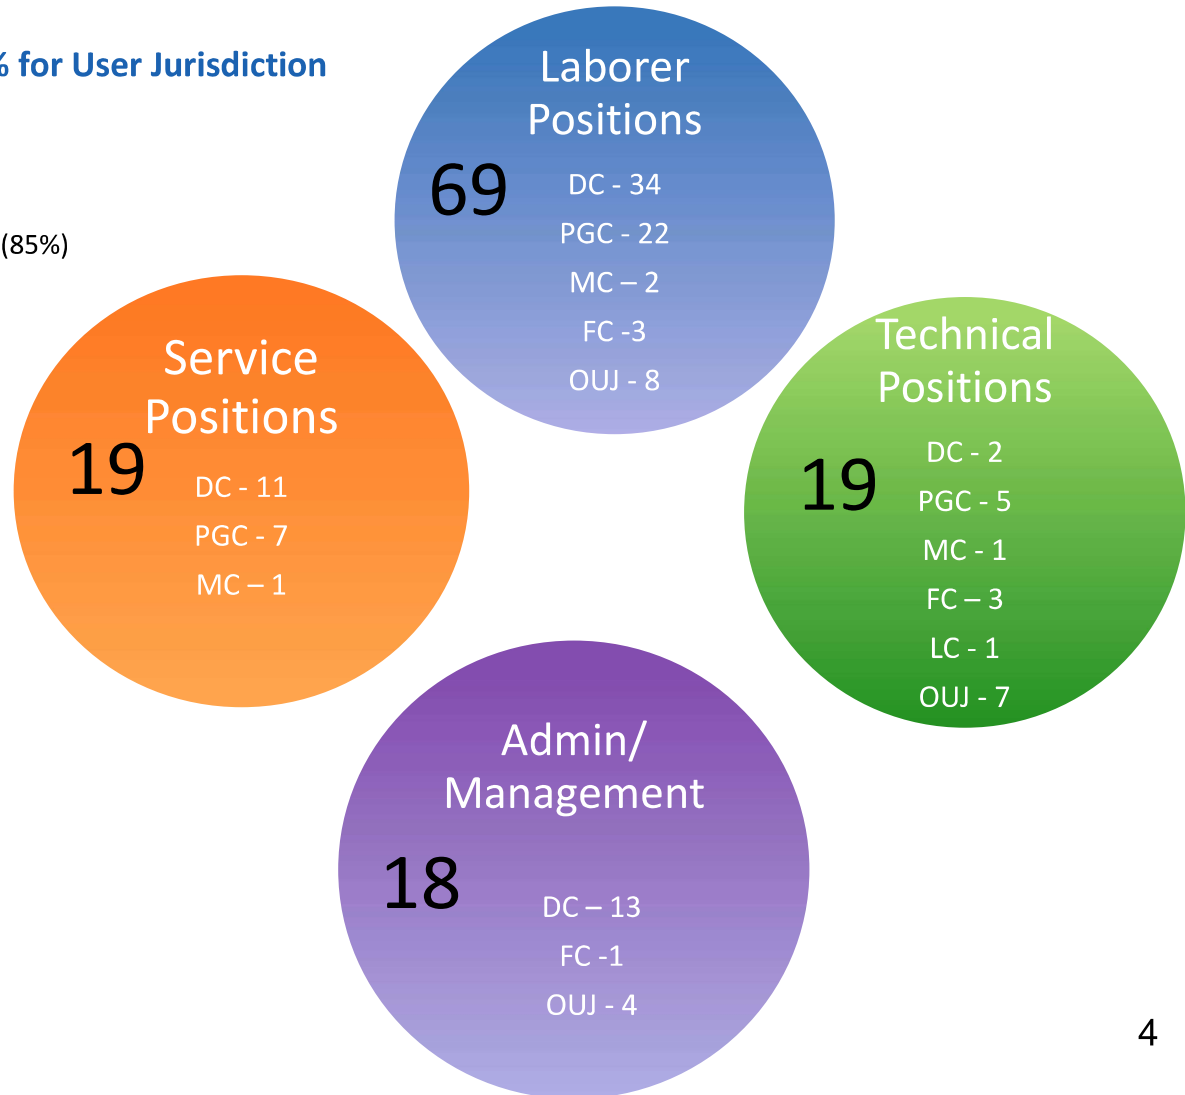 % for User Jurisdiction
(85%)
Laborer
Positions
69
DC - 34
PGC - 22
MC – 2
FC -3
OUJ - 8
Service
Positions
19
DC - 11
PGC - 7
MC – 1
Technical
Positions
19
DC - 2
PGC - 5
MC - 1
FC – 3
LC - 1
OUJ - 7
Admin/
Management
18
DC – 13
FC -1
OUJ - 4
4